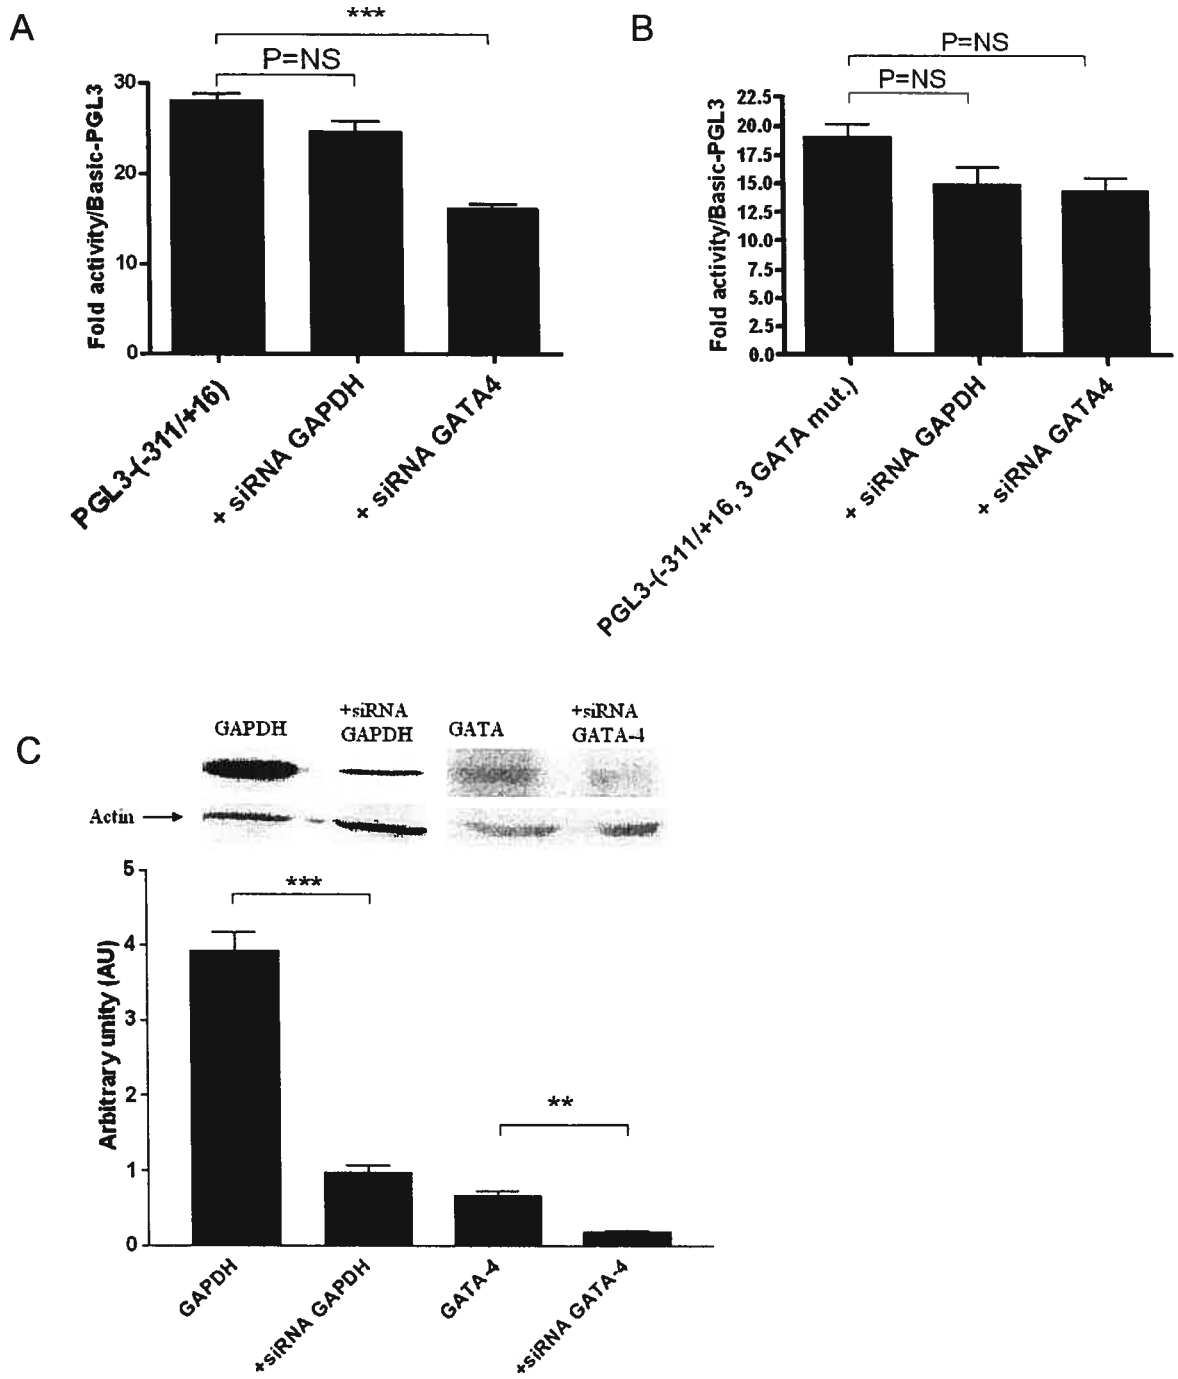 A
***
P=NS
30
20
10
0
Fold activity/Basic-PGL3
PGL3-(-311/+16)
+ siRNA GAPDH
+ siRNA GATA4
B
P=NS
P=NS
22.5
20.0
17.5
15.0
12.5
10.0
7.5
5.0
2.5
0.0
Fold activity/Basic-PGL3
PGL3-(-311/+16, 3 GATA mut.)
+ siRNA GAPDH
+ siRNA GATA4
C
GAPDH
+siRNA
GAPDH
GATA
+siRNA
GATA-4
Actin
5
4
3
2
1
0
Arbitrary unity (AU)
***
**
GAPDH
+siRNA GAPDH
GATA-4
+siRNA GATA-4